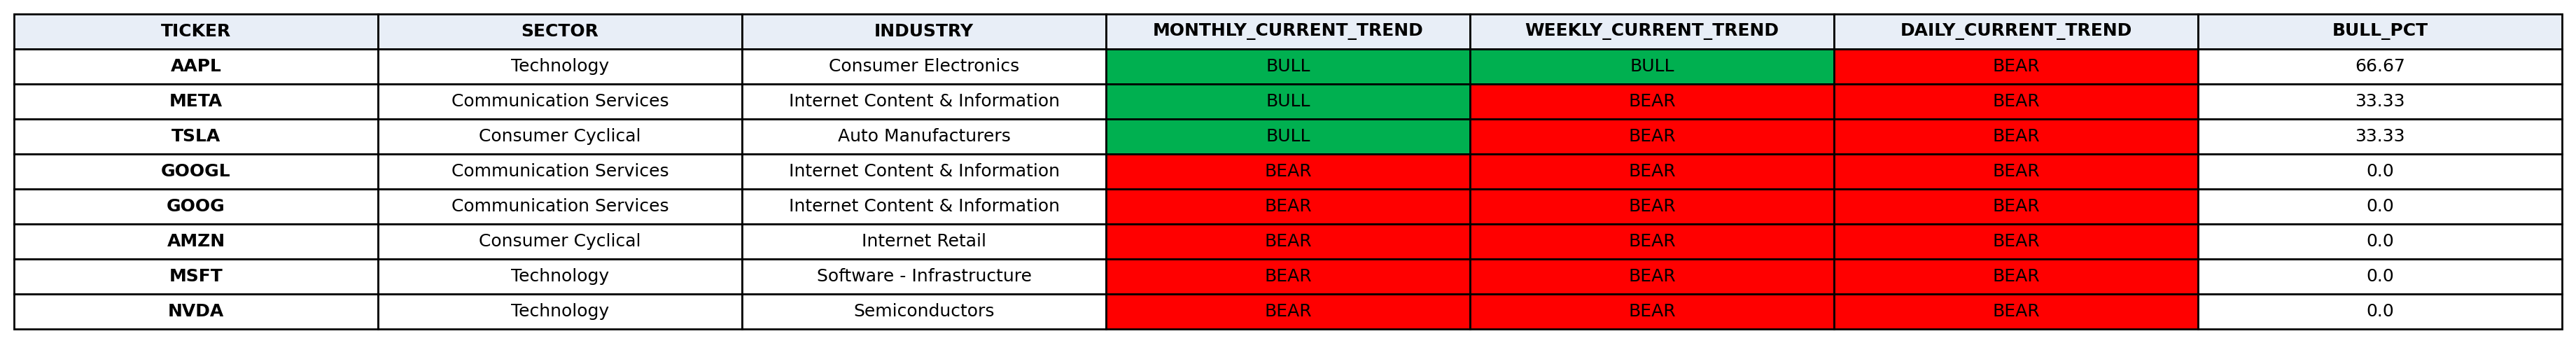 TICKER SECTOR INDUSTRY MONTHLY_CURRENT_TREND WEEKLY_CURRENT_TREND DAILY_CURRENT_TREND BULL_PCT
AAPL Technology Consumer Electronics BULL BULL BEAR 66.67
META Communication Services Internet Content & Information BULL BEAR BEAR 33.33
TSLA Consumer Cyclical Auto Manufacturers BULL BEAR BEAR 33.33
GOOGL Communication Services Internet Content & Information BEAR BEAR BEAR 0.0
GOOG Communication Services Internet Content & Information BEAR BEAR BEAR 0.0
AMZN Consumer Cyclical Internet Retail BEAR BEAR BEAR 0.0
MSFT Technology Software - Infrastructure BEAR BEAR BEAR 0.0
NVDA Technology Semiconductors BEAR BEAR BEAR 0.0